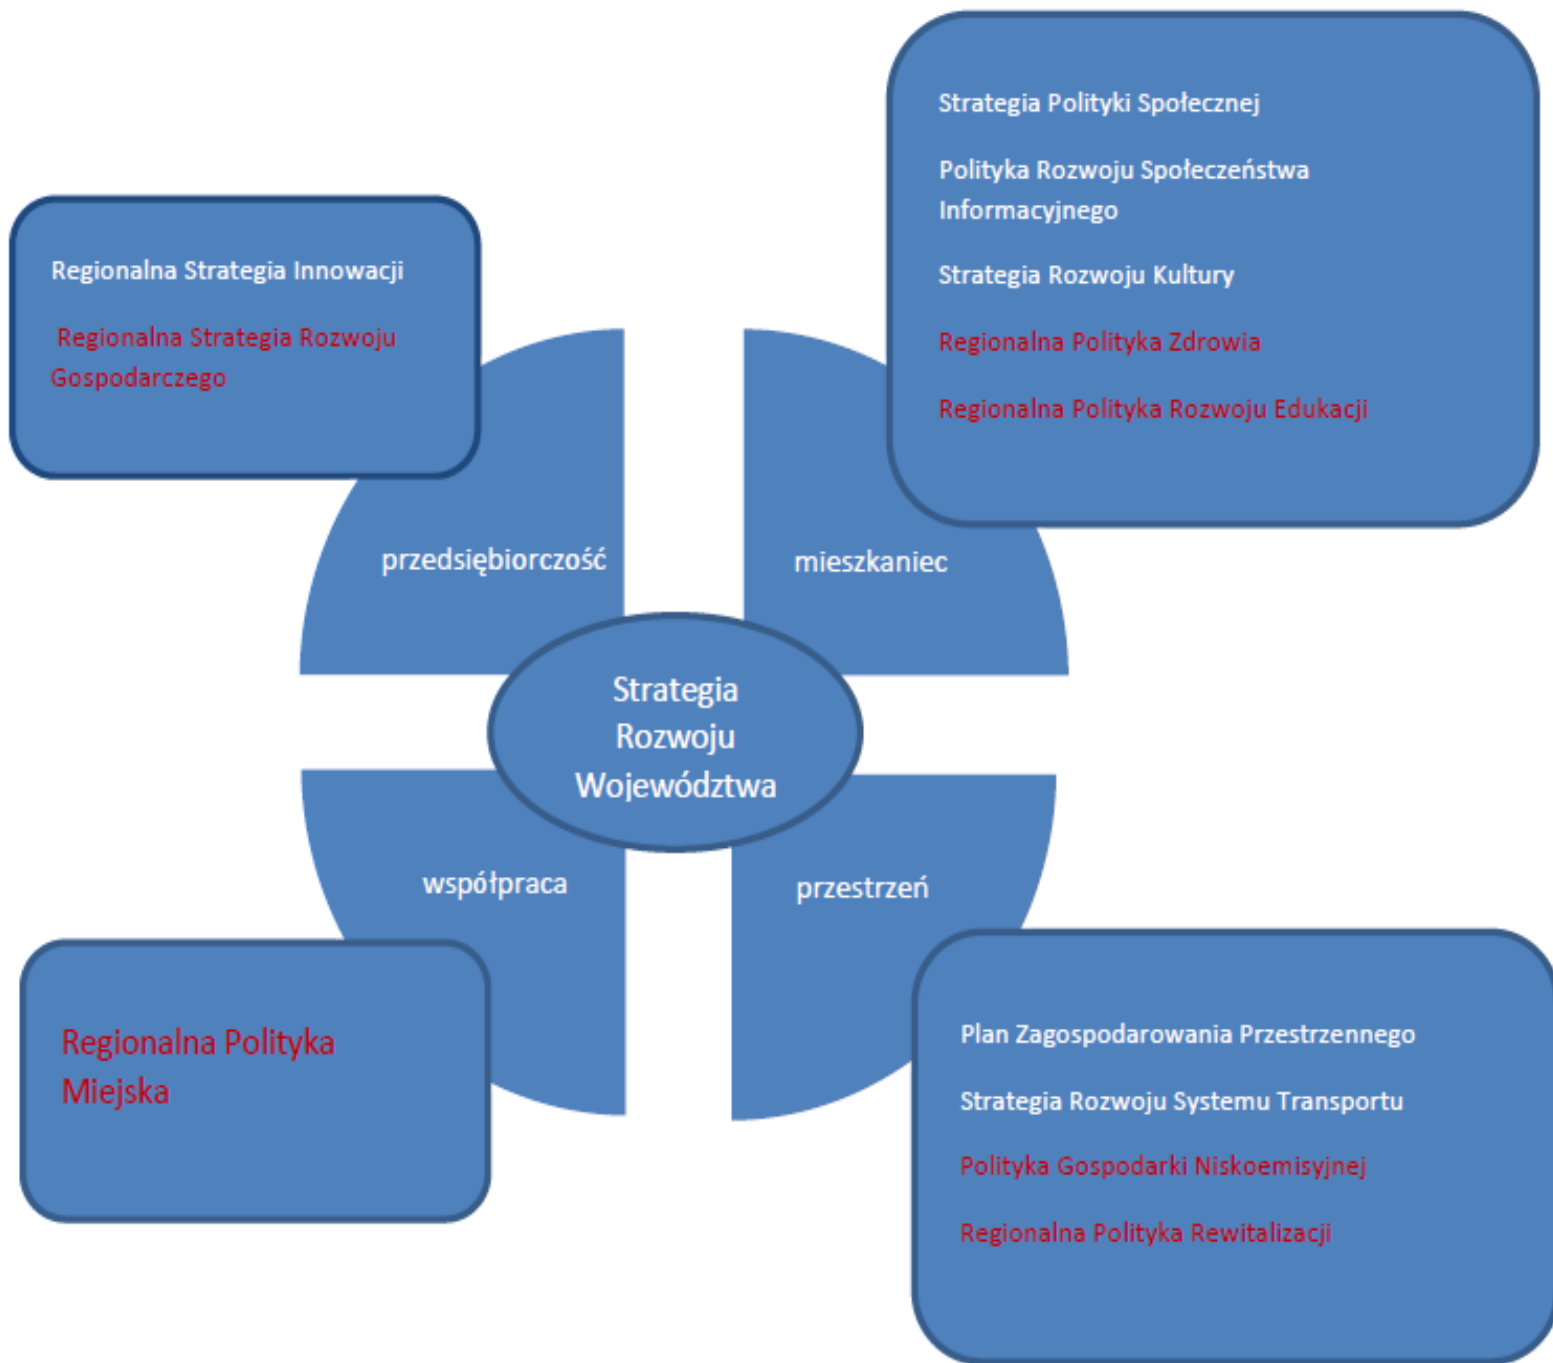 Strategia Polityki Społecznej
Polityka Rozwoju Społeczeństwa
Informacyjnego
Strategia Rozwoju Kultury
Regionalna Polityka Zdrowia
Regionalna Polityka Rozwoju Edukacji
Regionalna Strategia Innowacji
Regionalna Strategia Rozwoju
Gospodarczego
przedsiębiorczość
mieszkaniec
Strategia
Rozwoju
Województwa
współpraca
przestrzeń
Regionalna Polityka
Miejska
Plan Zagospodarowania Przestrzennego
Strategia Rozwoju Systemu Transportu
Polityka Gospodarki Niskoemisyjnej
Regionalna Polityka Rewitalizacji